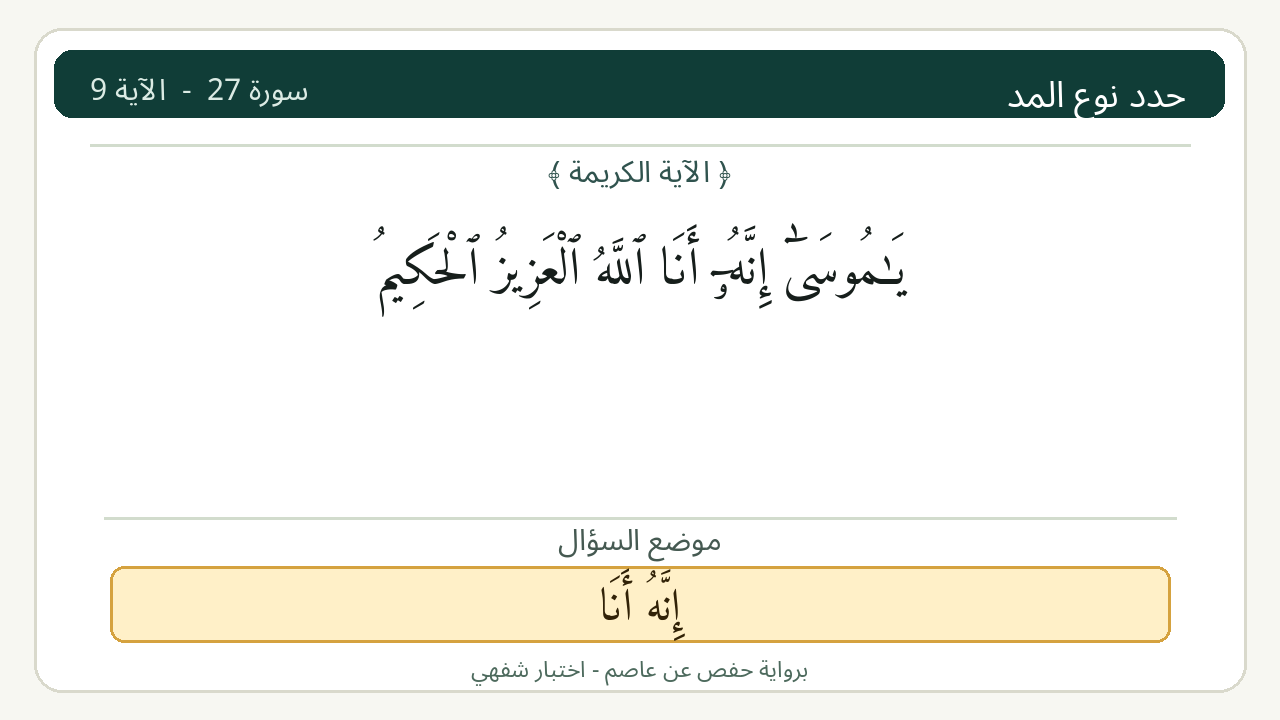 حدد نوع المد
سورة 27 - الآية 9
﴿ الآية الكريمة ﴾
يَـٰمُوسَىٰٓ إِنَّهُۥٓ أَنَا ٱللَّهُ ٱلْعَزِيزُ ٱلْحَكِيمُ
موضع السؤال
إِنَّهُ أَنَا
برواية حفص عن عاصم - اختبار شفهي